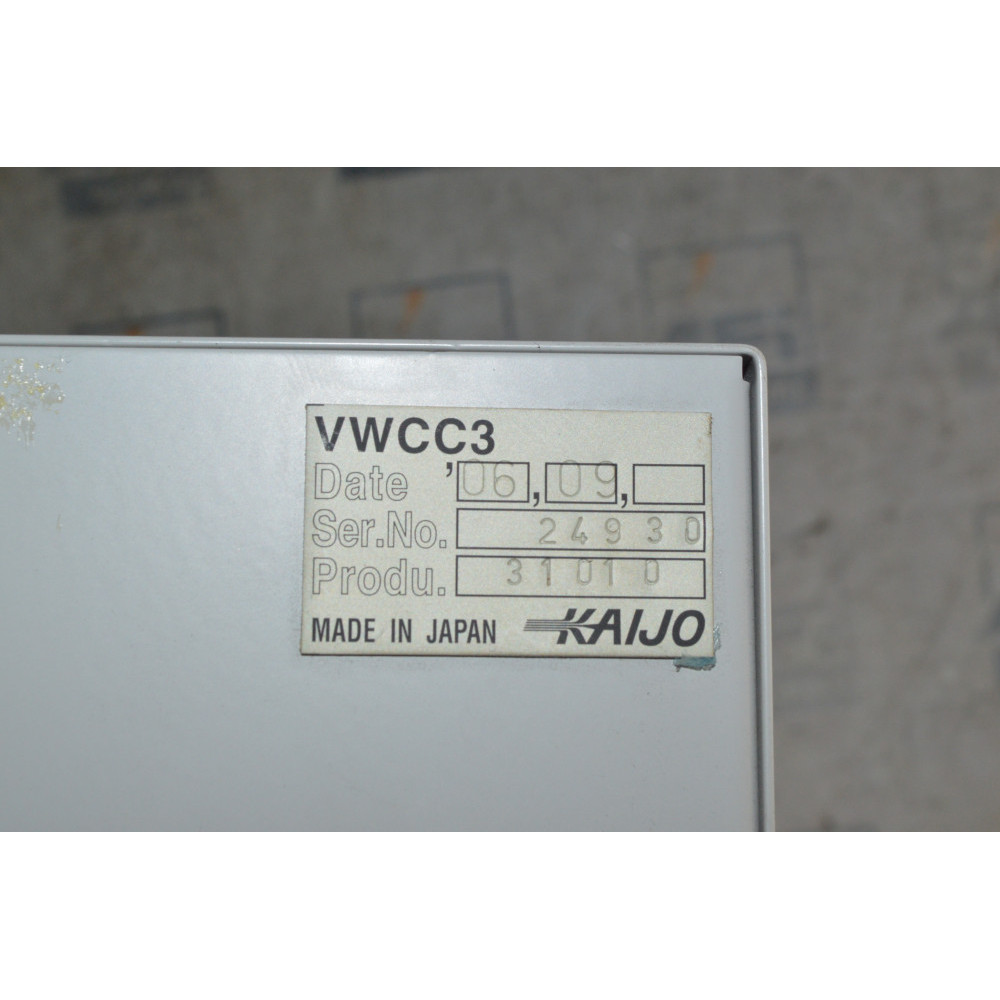 VWCC3
Date '06,09,
Ser.No. 24930
Produ. 31010
MADE IN JAPAN KAIJO